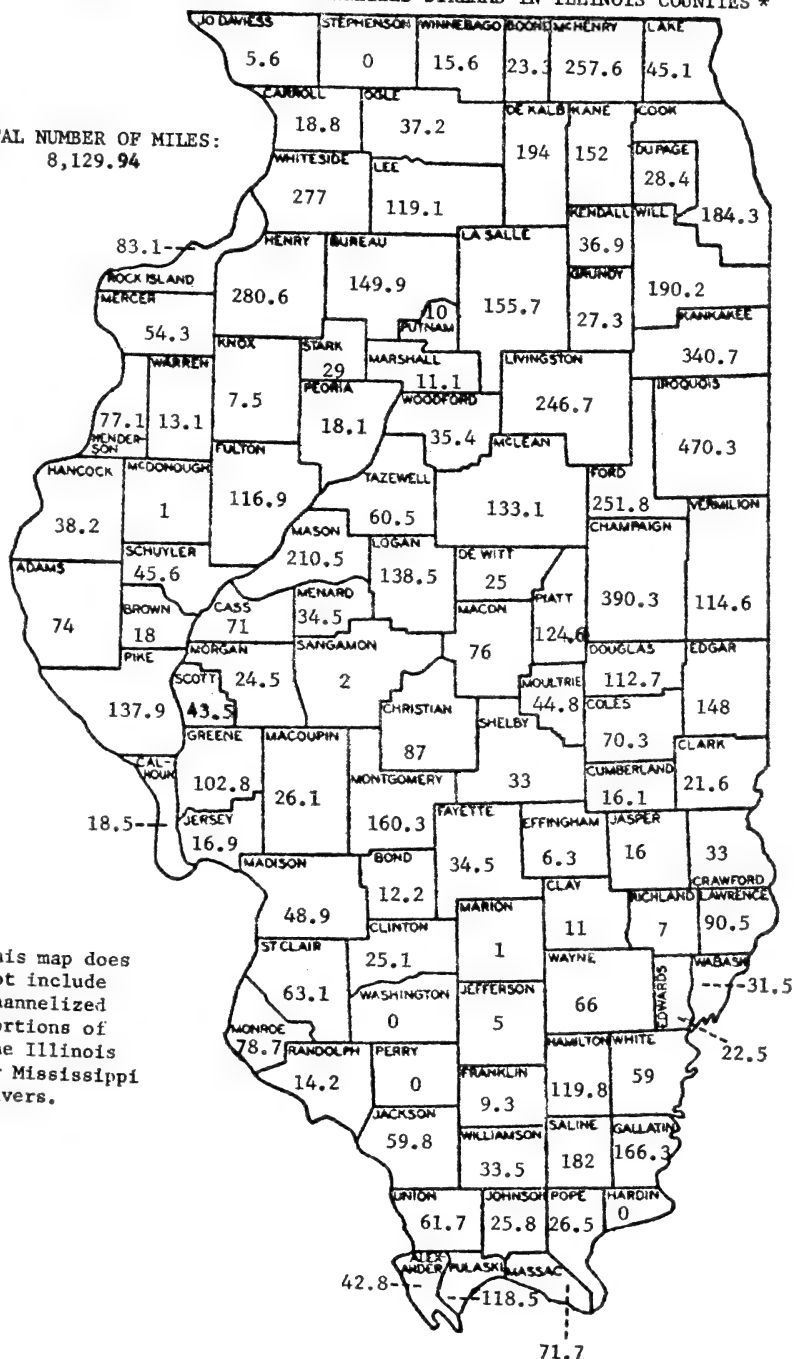 STREAMS IN ILLINOIS COUNTIES *
JO DAVIESS STEPHENSON WINNEBAGO BOONE MCHENRY LAKE
5.6 0 15.6 23.3 257.6 45.1
CARROLL OGLE DE KALB KANE COOK
18.8 37.2 194 152 184.3
AL NUMBER OF MILES:
8,129.94
DUPAGE
28.4
WHITESIDE LEE
277 119.1
KENDALL WILL
36.9 190.2
83.1
ROCK ISLAND
HENRY BUREAU LA SALLE
280.6 149.9 155.7
GRUNDY
27.3
MERCER
54.3
10
PUTNAM
KANKAKEE
340.7
KNOX STARK MARSHALL LIVINGSTON
7.5 29 11.1 246.7
WARREN
77.1 13.1
HENDER-
SON
PEORIA WOODFORD IROQUOIS
18.1 35.4 470.3
HANCOCK MCDONOUGH FULTON
38.2 1 116.9
TAZEWELL MCLEAN FORD VERMILION
60.5 133.1 251.8 114.6
MASON LOGAN DE WITT CHAMPAIGN
210.5 138.5 25 390.3
ADAMS SCHUYLER
74 45.6
BROWN CASS MENARD MACON PIATT
18 71 34.5 76 124.6
PIKE MORGAN SANGAMON
137.9 24.5 2
SCOTT
43.5
MOULTRIE DOUGLAS EDGAR
44.8 112.7 148
CHRISTIAN SHELBY COLES CLARK
87 33 70.3 21.6
GREENE MACOUPIN
102.8 26.1
CAL-
HOUN
18.5
MONTGOMERY CUMBERLAND
160.3 16.1
JERSEY FAYETTE EFFINGHAM JASPER
16.9 34.5 6.3 16
33
CRAWFORD
MADISON BOND CLAY RICHLAND LAWRENCE
48.9 12.2 11 7 90.5
CLINTON MARION
25.1 1
ST CLAIR WAYNE WABASH
63.1 66 31.5
his map does
ot include
hannelized
ortions of
he Illinois
r Mississippi
vers.
WASHINGTON JEFFERSON EDWARDS
0 5 22.5
MONROE
78.7
RANDOLPH PERRY HAMILTON WHITE
14.2 0 119.8 59
FRANKLIN
9.3
JACKSON WILLIAMSON SALINE GALLATIN
59.8 33.5 182 166.3
UNION JOHNSON POPE HARDIN
61.7 25.8 26.5 0
ALEX-
ANDER PULASKI MASSAC
42.8 118.5
71.7